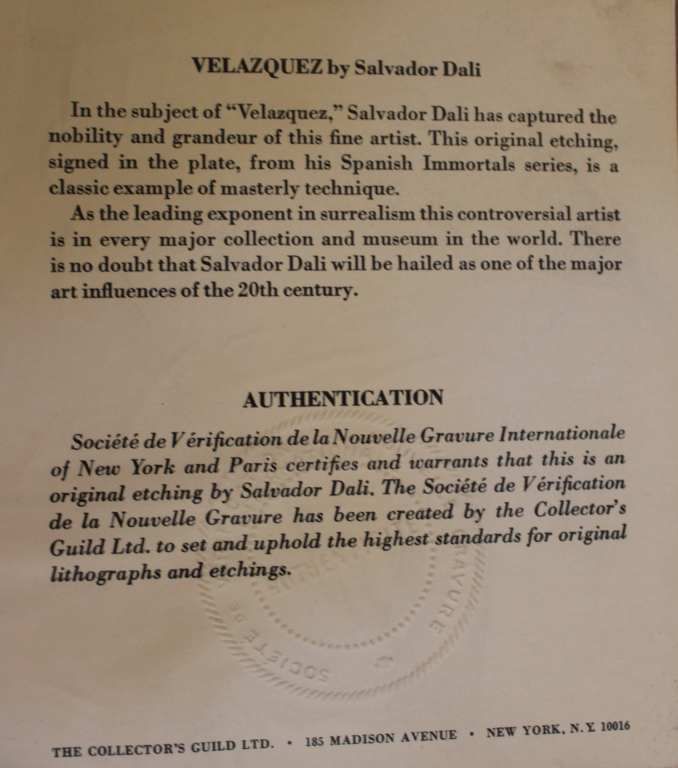 VELAZQUEZ by Salvador Dali
In the subject of “Velazquez,” Salvador Dali has captured the
nobility and grandeur of this fine artist. This original etching,
signed in the plate, from his Spanish Immortals series, is a
classic example of masterly technique.
As the leading exponent in surrealism this controversial artist
is in every major collection and museum in the world. There
is no doubt that Salvador Dali will be hailed as one of the major
art influences of the 20th century.
AUTHENTICATION
Société de Vérification de la Nouvelle Gravure Internationale
of New York and Paris certifies and warrants that this is an
original etching by Salvador Dali. The Société de Vérification
de la Nouvelle Gravure has been created by the Collector's
Guild Ltd. to set and uphold the highest standards for original
lithographs and etchings.
SOCIÉTÉ DE
GRAVURE
THE COLLECTOR'S GUILD LTD. • 185 MADISON AVENUE • NEW YORK, N.Y. 10016